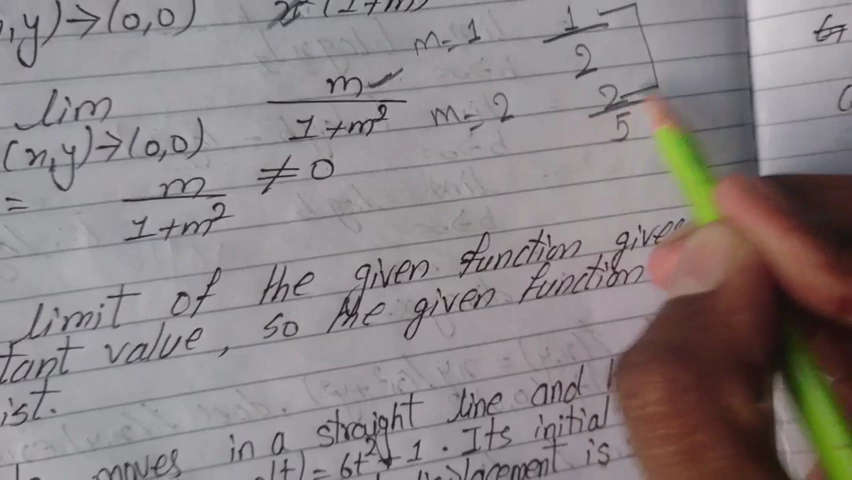 ,y)→(0,0)
m=1 1/2
lim m/1+m²
(x,y)→(0,0) m=2 2/5
= m/1+m² ≠0
limit of the given function give
tant value, so the given function
ist.
moves in a straight line and
(t)=6t²+1. Its initial
displacement is